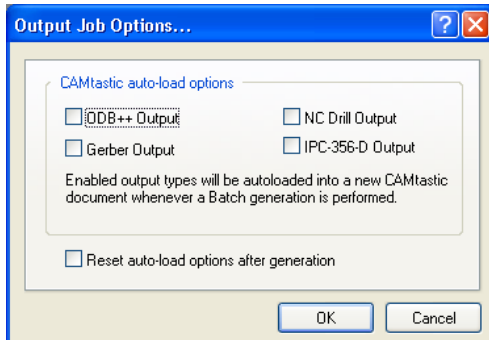 Output Job Options...
CAMtastic auto-load options
ODB++ Output
NC Drill Output
Gerber Output
IPC-356-D Output
Enabled output types will be autoloaded into a new CAMtastic
document whenever a Batch generation is performed.
Reset auto-load options after generation
OK
Cancel